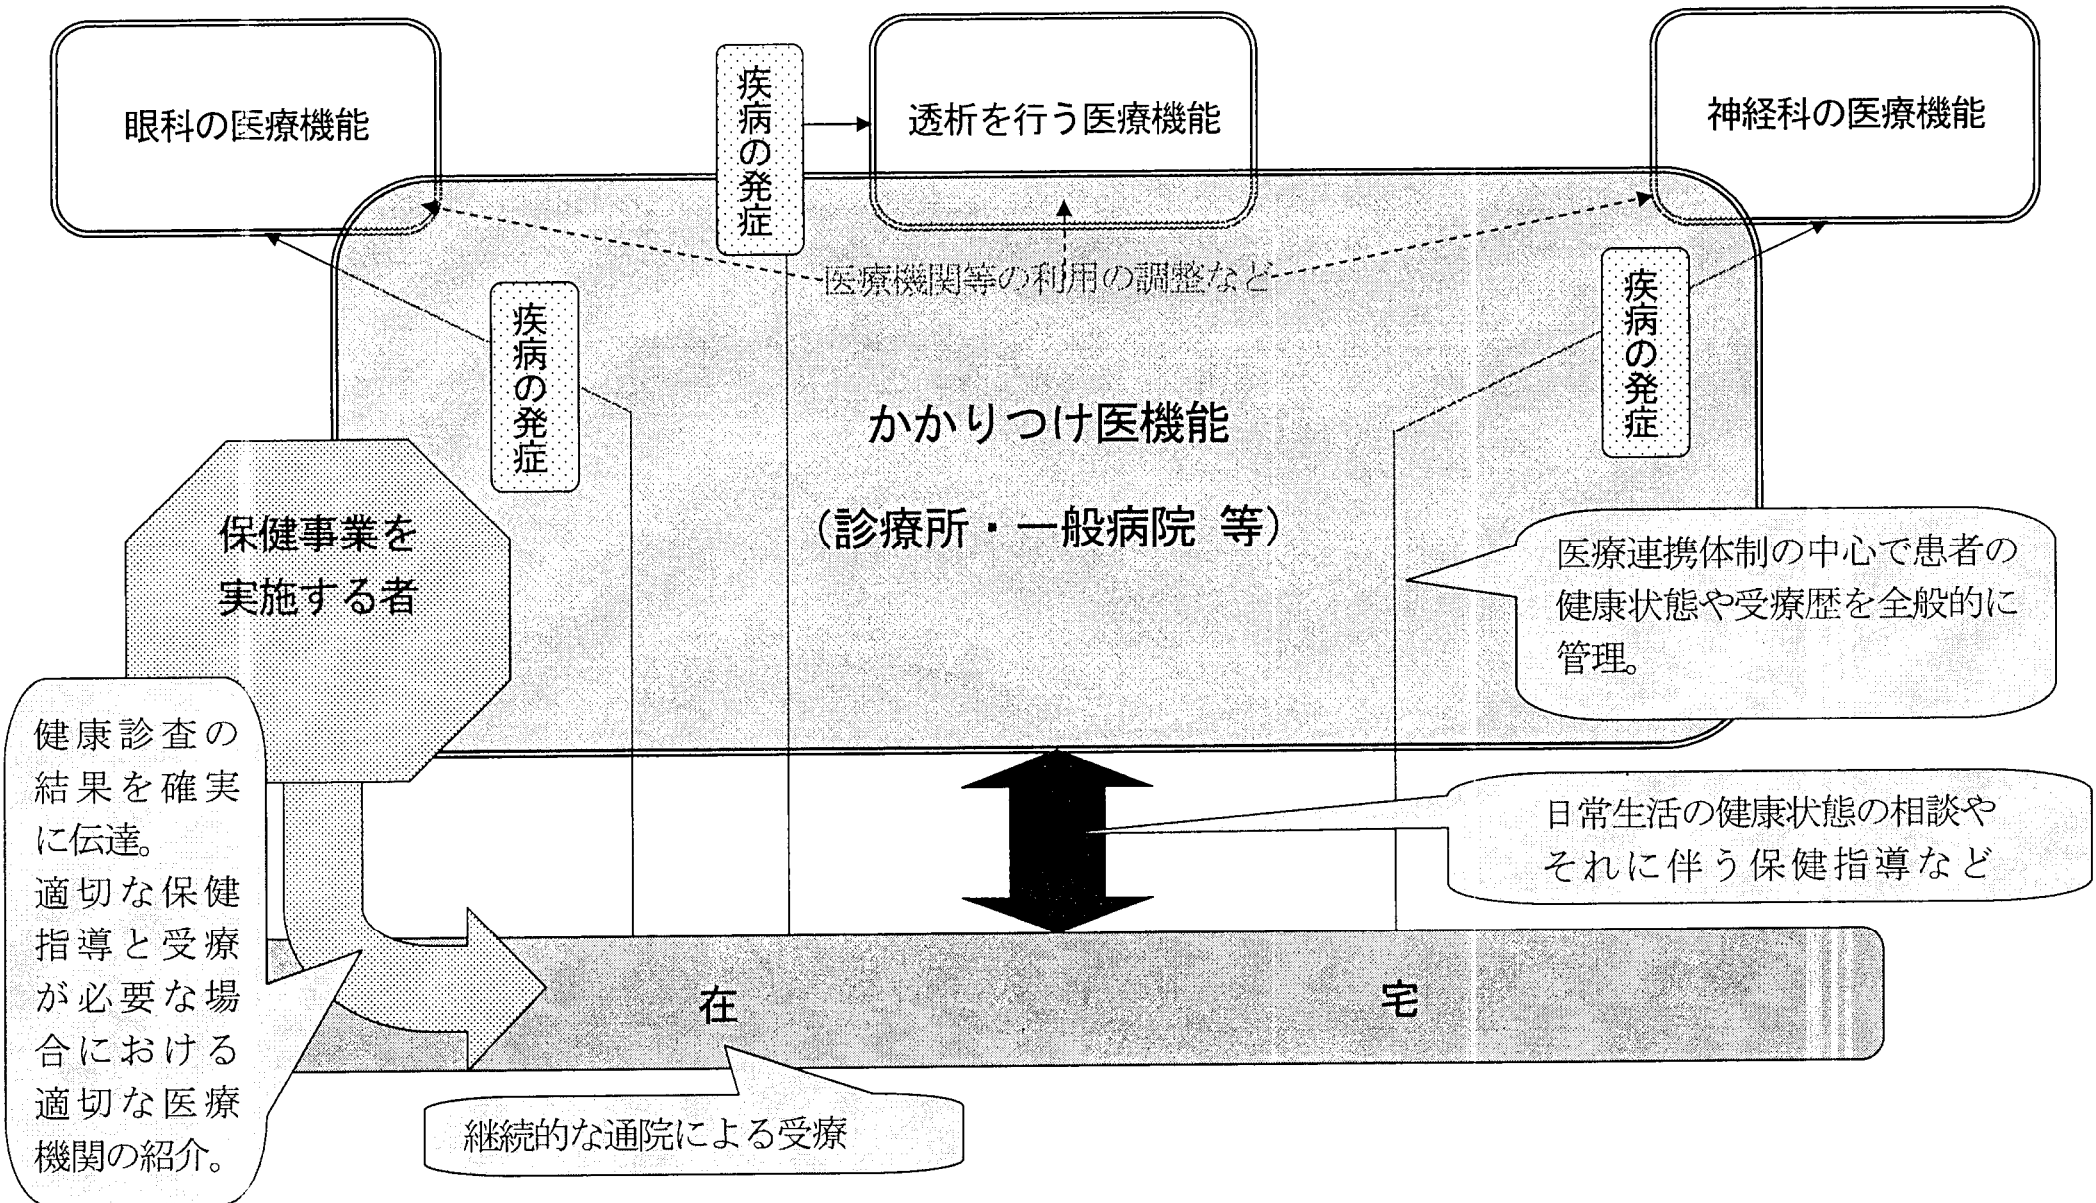 眼科の医療機能
疾病の発症
透析を行う医療機能
神経科の医療機能
医療機関等の利用の調整など
疾病の発症
疾病の発症
かかりつけ医機能
（診療所・一般病院 等）
保健事業を
実施する者
医療連携体制の中心で患者の
健康状態や受療歴を全般的に
管理。
健康診査の
結果を確実
に伝達。
適切な保健
指導と受療
が必要な場
合における
適切な医療
機関の紹介。
日常生活の健康状態の相談や
それに伴う保健指導など
在 宅
継続的な通院による受療